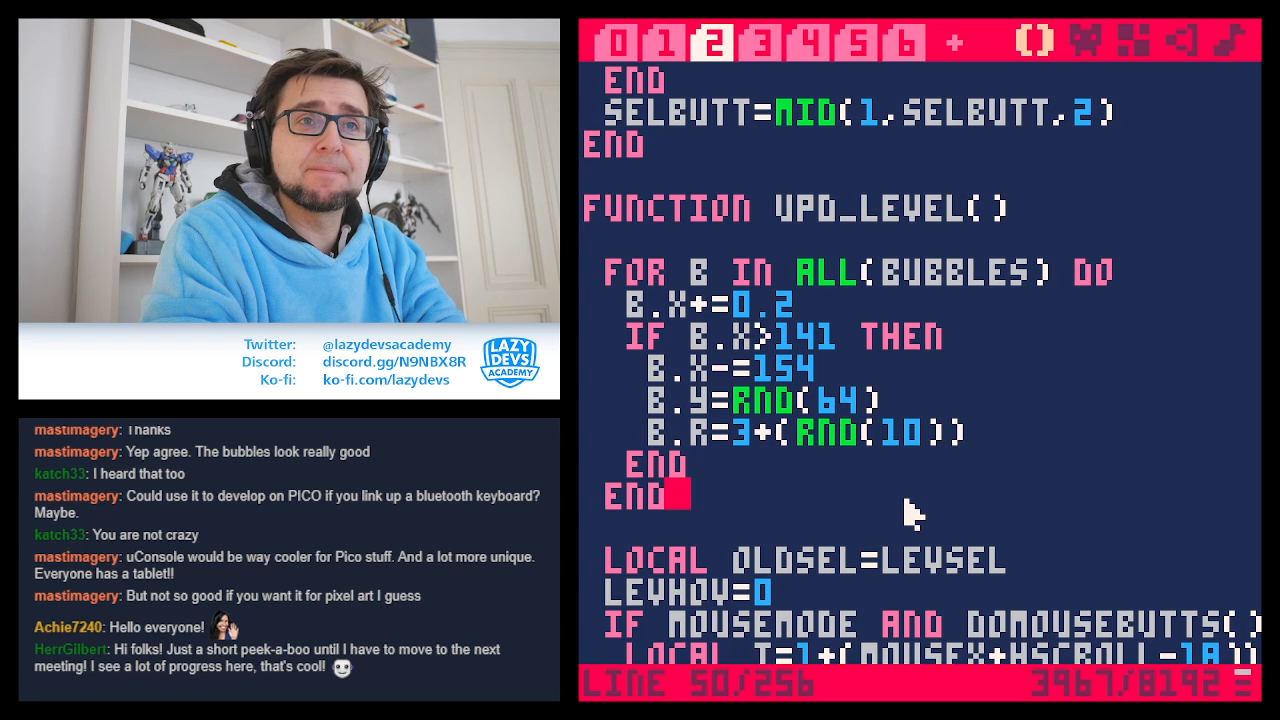 Twitter: @lazydevsacademy
Discord: discord.gg/N9NBX8R
Ko-fi: ko-fi.com/lazydevs
LAZY
DEVS
ACADEMY
mastimagery: Thanks
mastimagery: Yep agree. The bubbles look really good
katch33: I heard that too
mastimagery: Could use it to develop on PICO if you link up a bluetooth keyboard?
Maybe.
katch33: You are not crazy
mastimagery: uConsole would be way cooler for Pico stuff. And a lot more unique.
Everyone has a tablet!!
mastimagery: But not so good if you want it for pixel art I guess
Achie7240: Hello everyone!
HerrGilbert: Hi folks! Just a short peek-a-boo until I have to move to the next
meeting! I see a lot of progress here, that's cool!
0 1 2 3 4 5 6 + ()
END
SELBUTT=MID(1,SELBUTT,2)
END
FUNCTION UPD_LEVEL()
FOR B IN ALL(BUBBLES) DO
B.X+=0.2
IF B.X>141 THEN
B.X-=154
B.Y=RND(64)
B.R=3+(RND(10))
END
END
LOCAL OLDSEL=LEVSEL
LEVHOV=0
IF MOUSEMODE AND DOMOUSEBUTTS()
LOCAL T=1+(MOUSEX+HSCROLL-18))
LINE 50/256 3967/8192